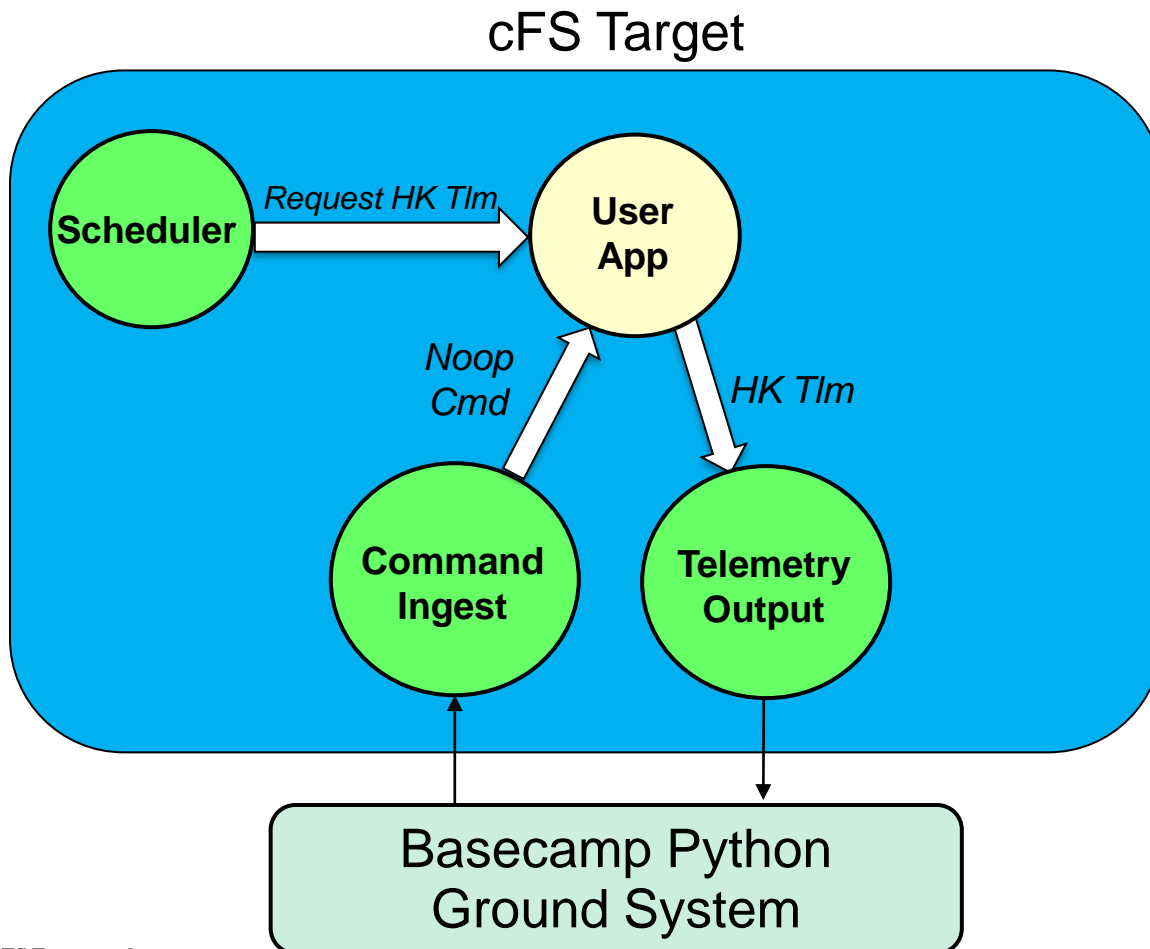 cFS Target
Request HK Tlm
Scheduler
User
App
Noop
Cmd
HK Tlm
Command
Ingest
Telemetry
Output
Basecamp Python
Ground System